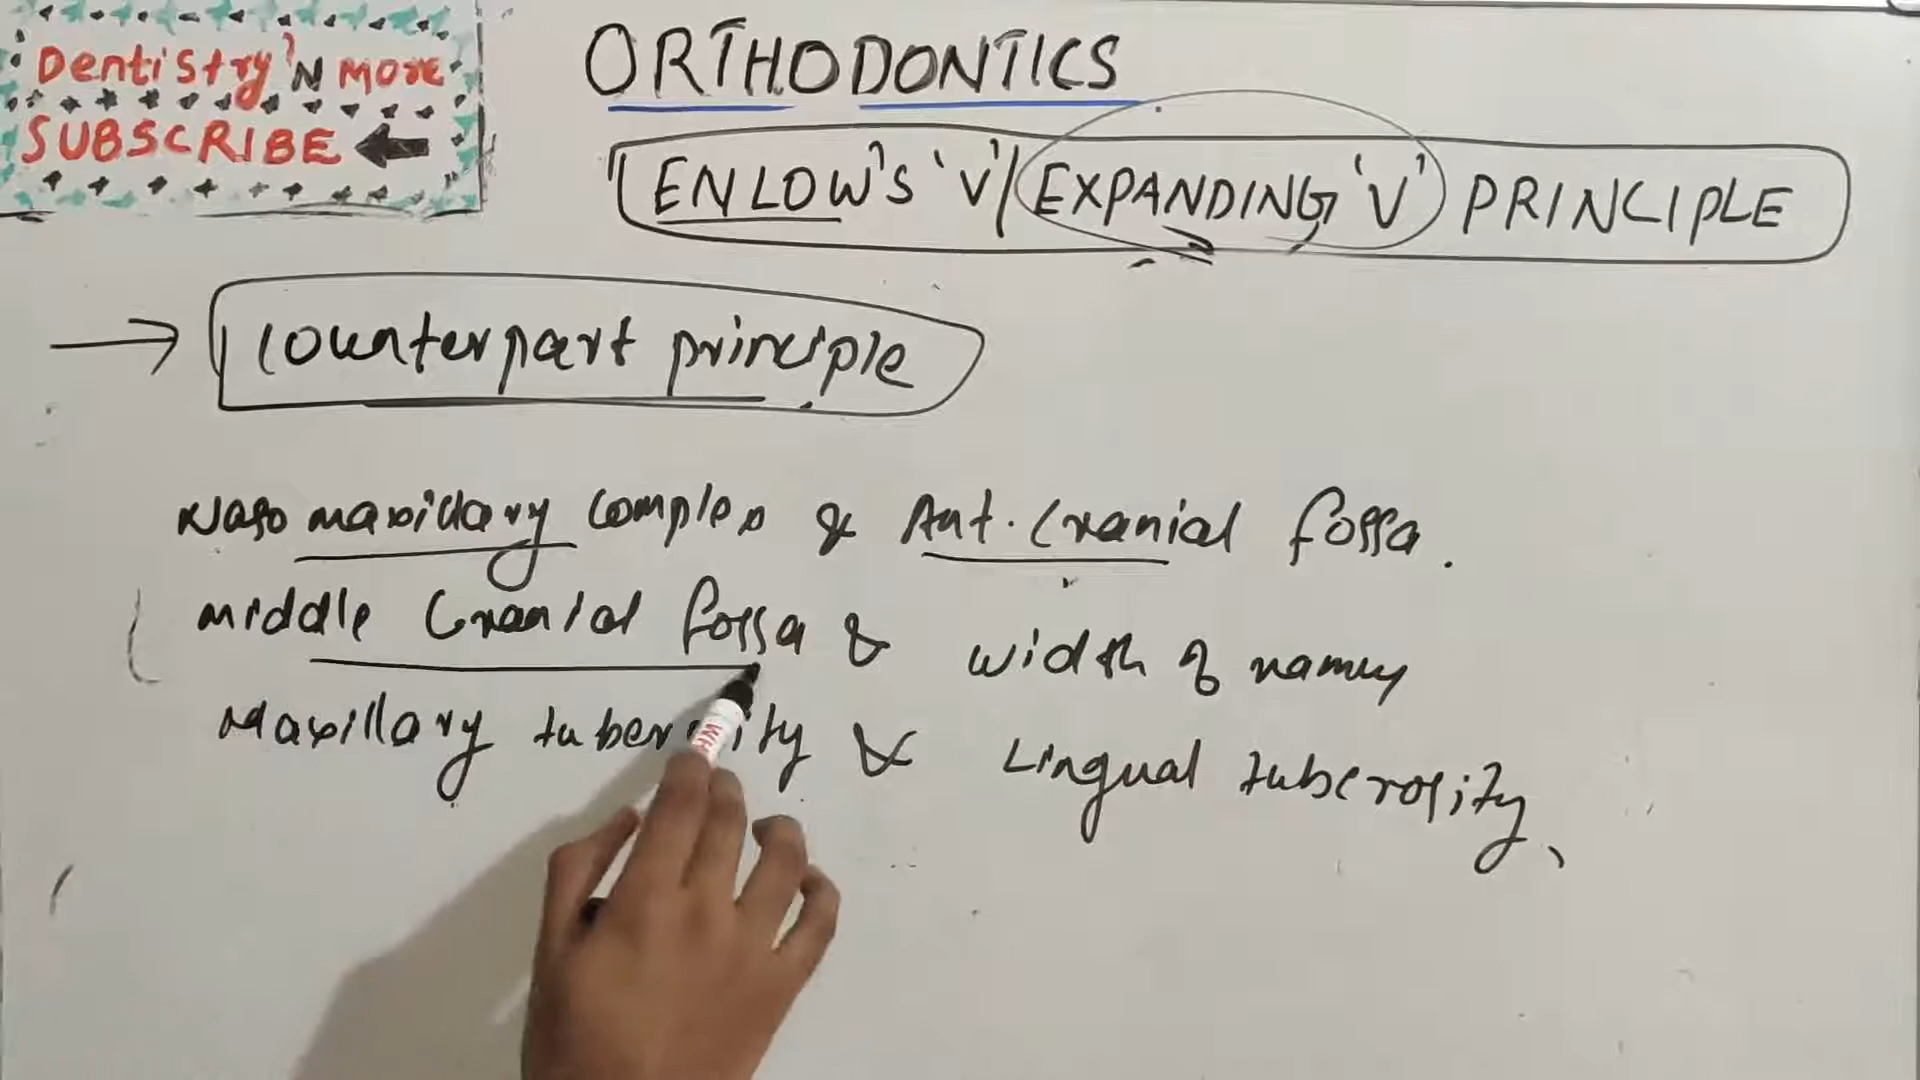 Dentistry 'N MORE
SUBSCRIBE
ORTHODONTICS
ENLOW'S 'V'/EXPANDING 'V' PRINCIPLE
Counterpart principle
Naso maxillary Complex & Ant. Cranial fossa.
middle Cranial fossa & width of
Maxillary tuberosity & Lingual tuberosity